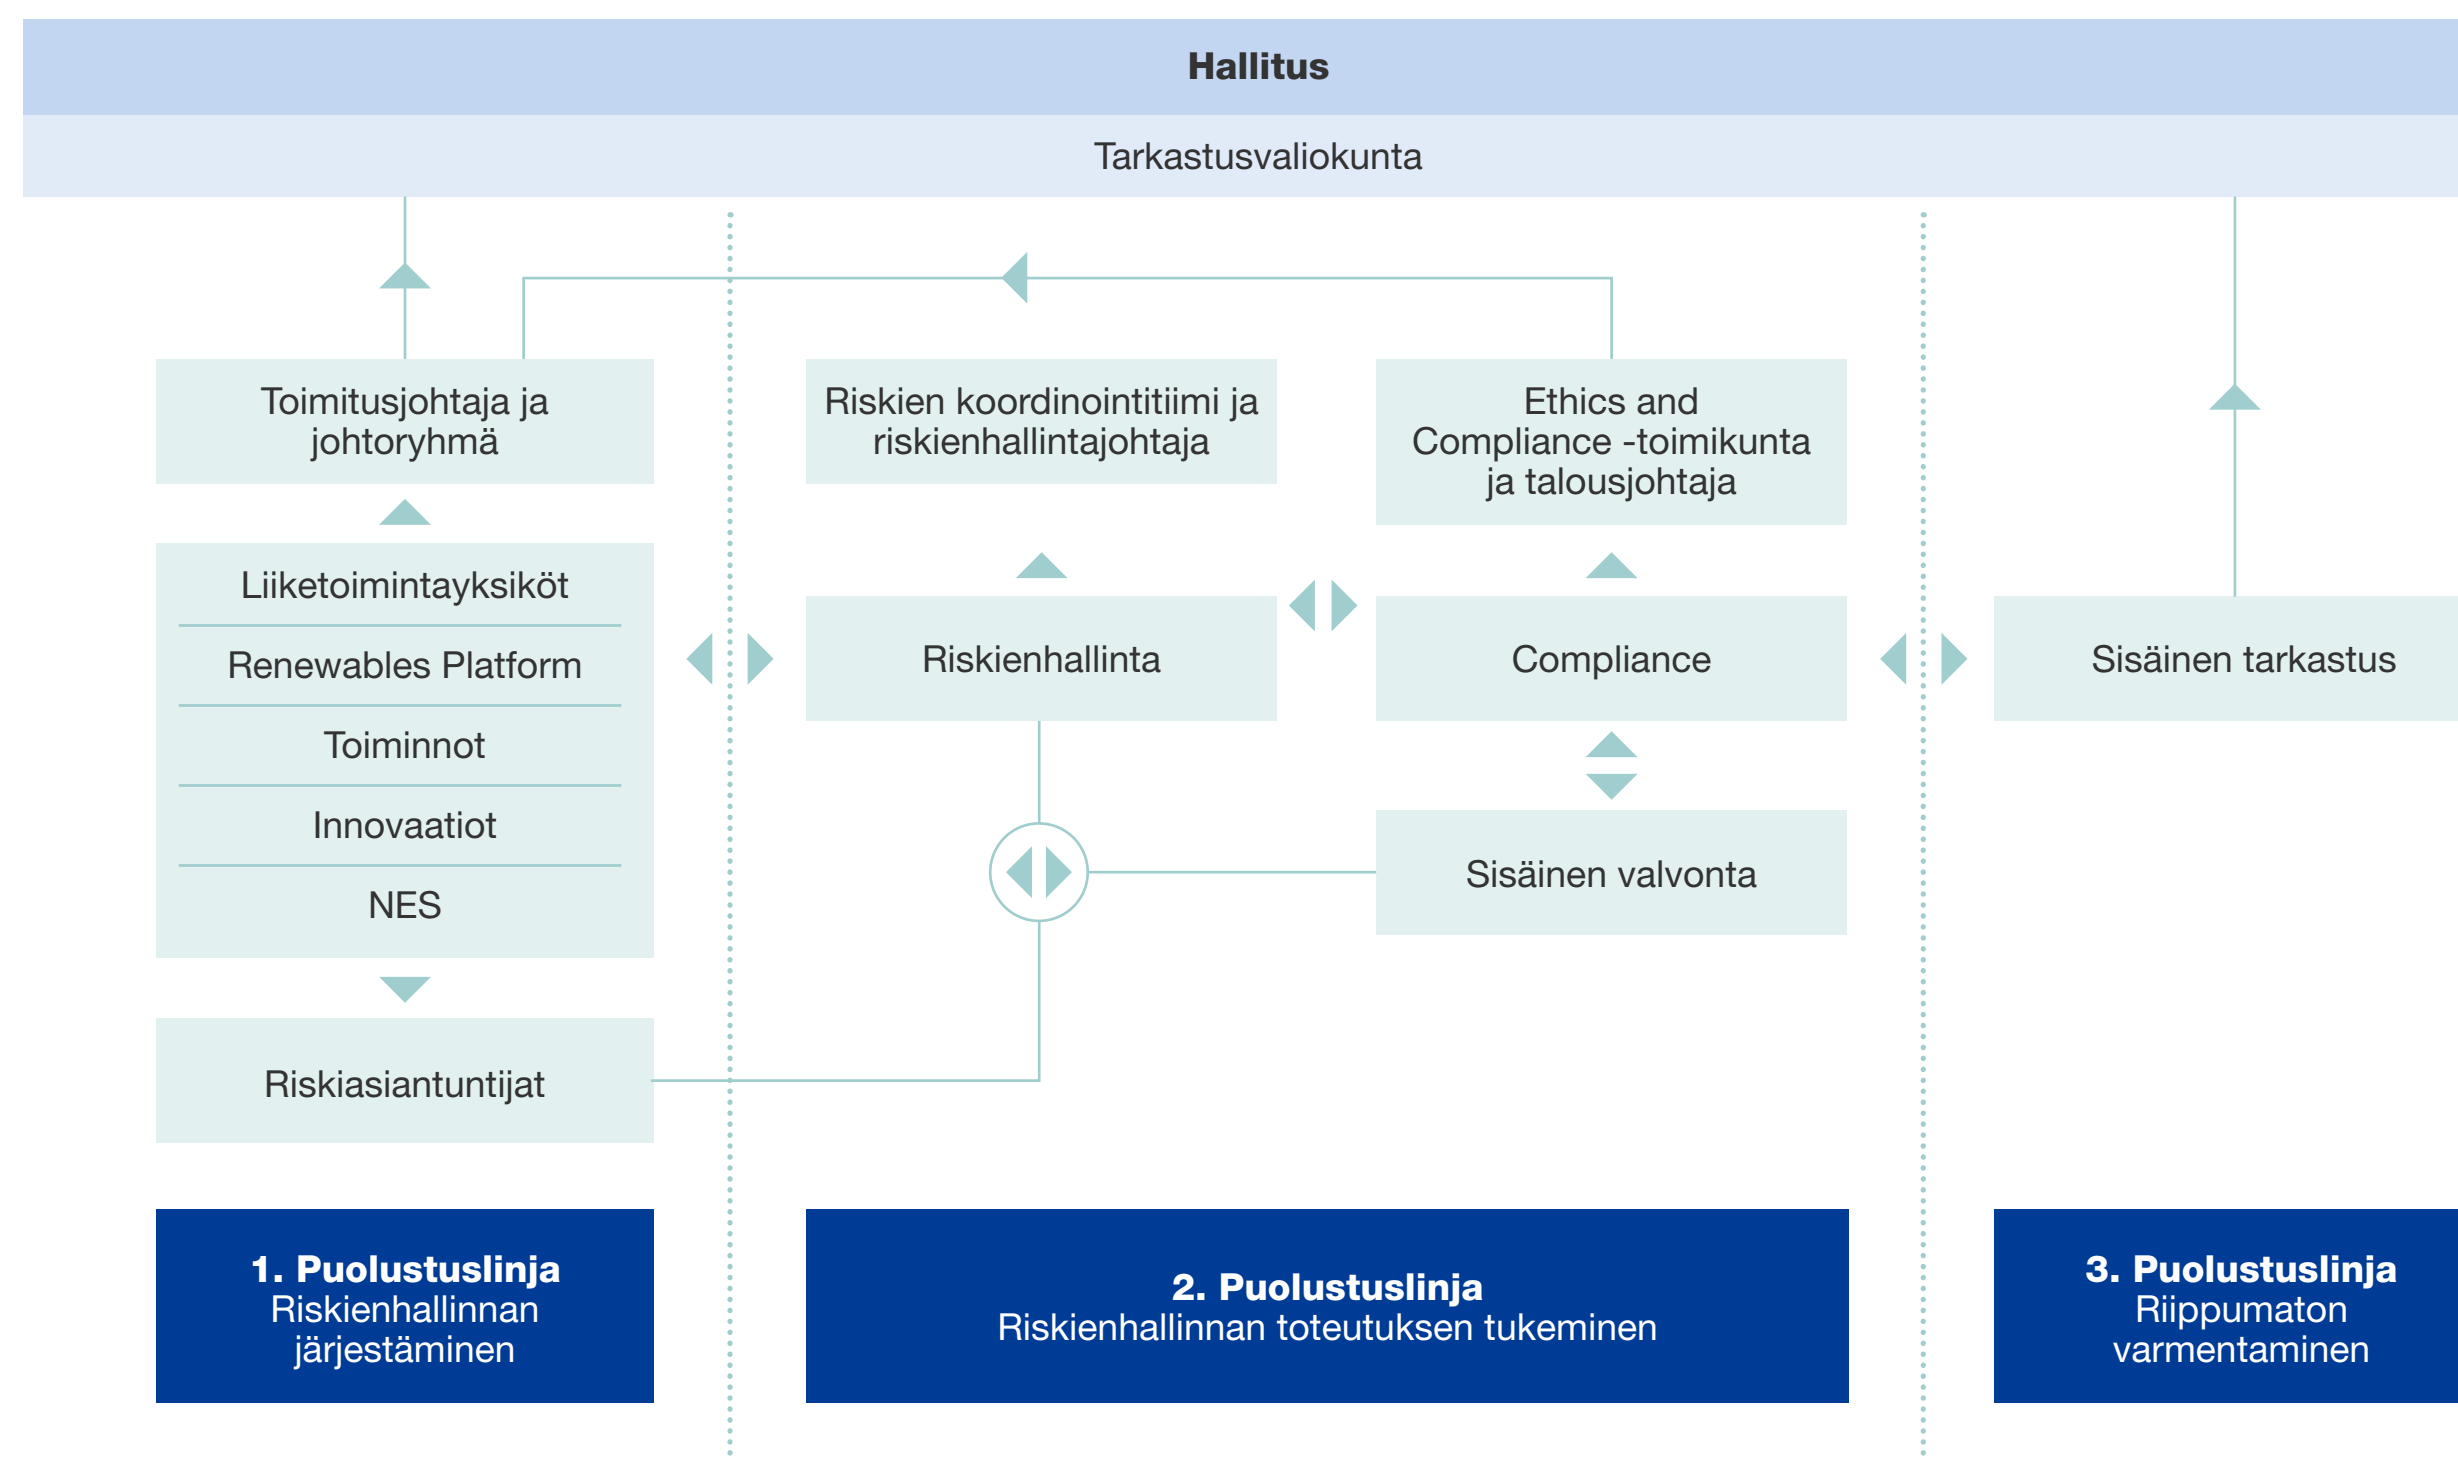 Hallitus
Tarkastusvaliokunta
Toimitusjohtaja ja
johtoryhmä
Riskien koordinointitiimi ja
riskienhallintajohtaja
Ethics and
Compliance -toimikunta
ja talousjohtaja
Liiketoimintayksiköt
Renewables Platform
Toiminnot
Innovaatiot
NES
Riskienhallinta
Compliance
Sisäinen tarkastus
Sisäinen valvonta
Riskiasiantuntijat
1. Puolustuslinja
Riskienhallinnan
järjestäminen
2. Puolustuslinja
Riskienhallinnan toteutuksen tukeminen
3. Puolustuslinja
Riippumaton
varmentaminen